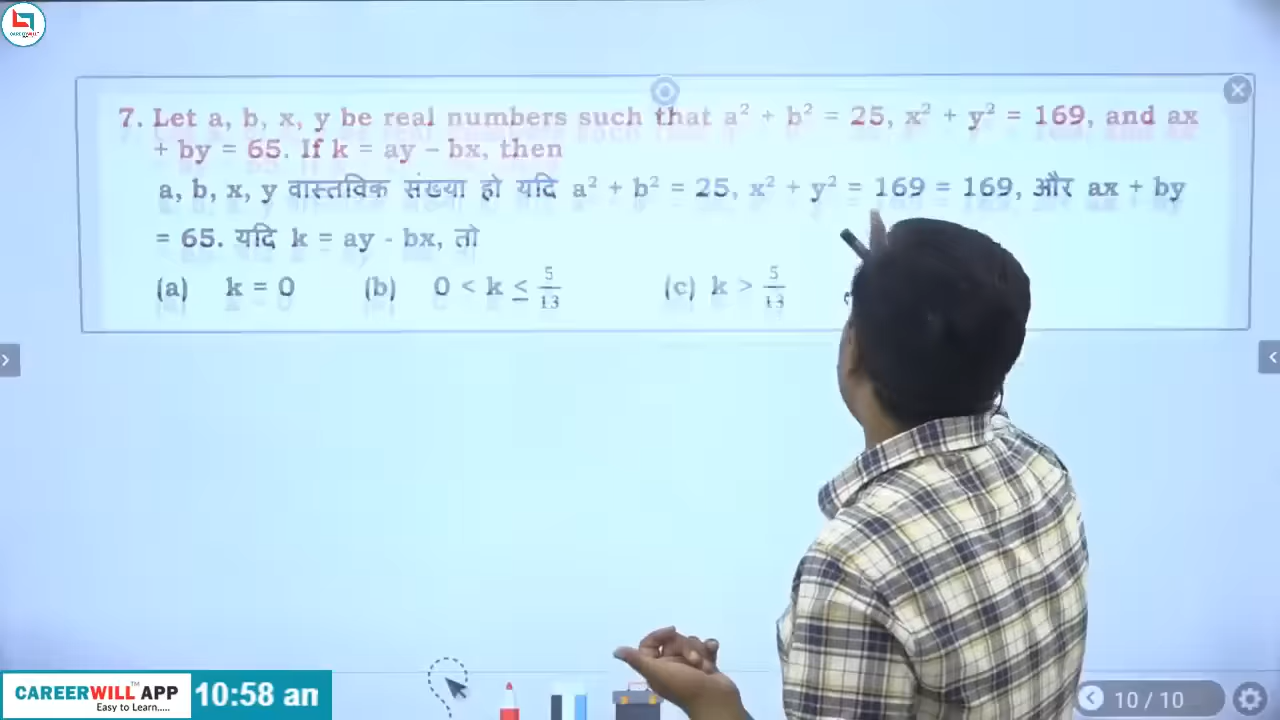 CAREERWILL
7. Let a, b, x, y be real numbers such that a² + b² = 25, x² + y² = 169, and ax
+ by = 65. If k = ay – bx, then
a, b, x, y वास्तविक संख्या हो यदि a² + b² = 25, x² + y² = 169 = 169, और ax + by
= 65. यदि k = ay - bx, तो
(a) k = 0 (b) 0 < k ≤ 5/13 (c) k > 5/13
CAREERWILL™ APP
Easy to Learn.....
10:58 an
10 / 10